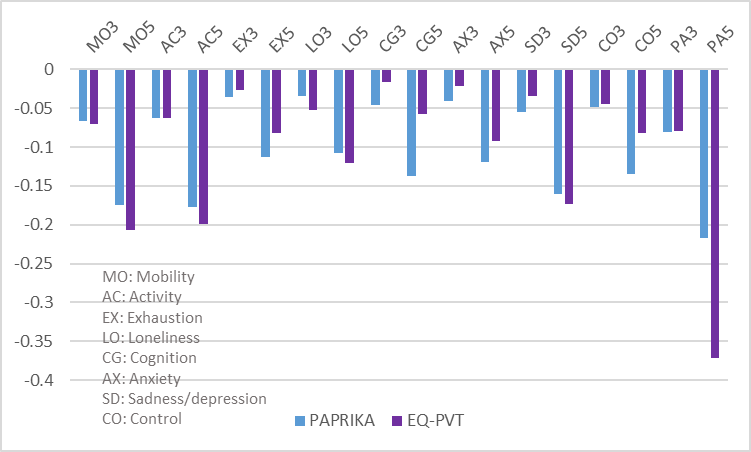 MO3 MO5 AC3 AC5 EX3 EX5 LO3 LO5 CG3 CG5 AX3 AX5 SD3 SD5 CO3 CO5 PA3 PA5
0
-0.05
-0.1
-0.15
-0.2
-0.25
-0.3
-0.35
-0.4
MO: Mobility
AC: Activity
EX: Exhaustion
LO: Loneliness
CG: Cognition
AX: Anxiety
SD: Sadness/depression
CO: Control
PAPRIKA EQ-PVT